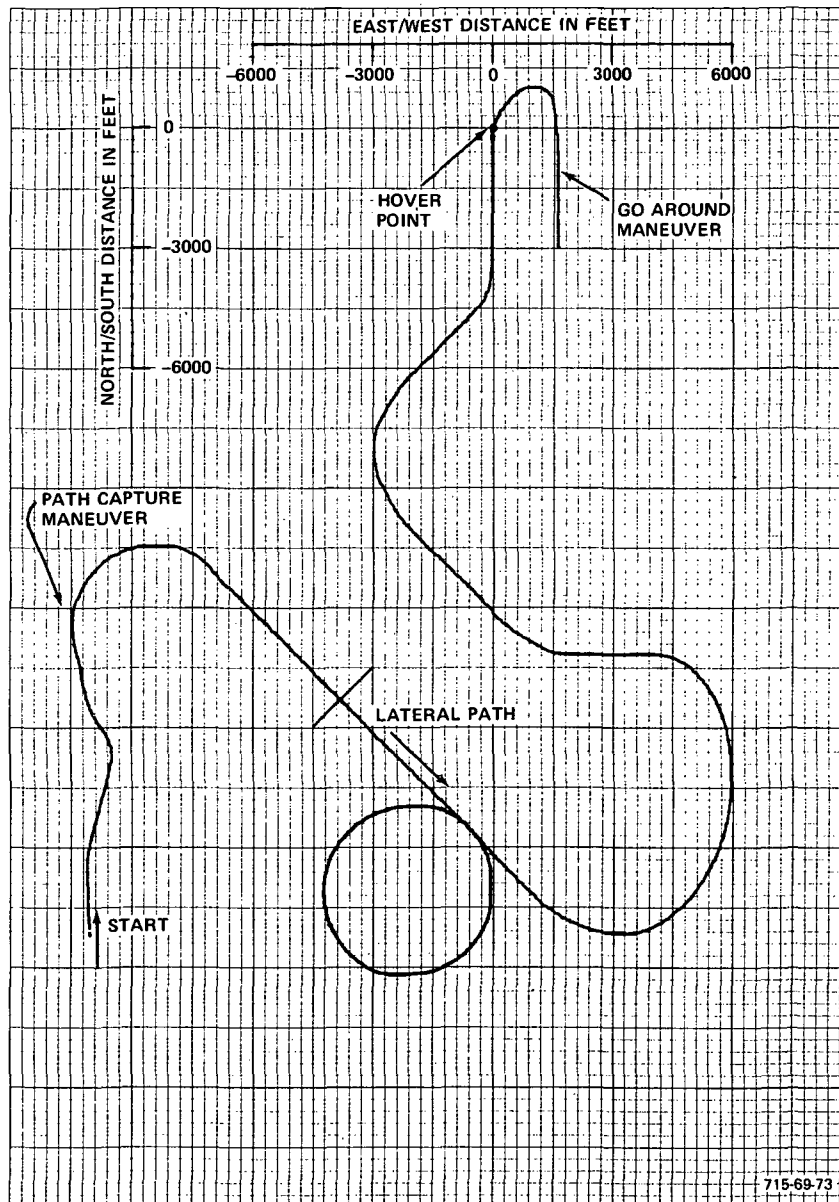 EAST/WEST DISTANCE IN FEET
-6000 -3000 0 3000 6000
NORTH/SOUTH DISTANCE IN FEET
0
-3000
-6000
HOVER
POINT
GO AROUND
MANEUVER
PATH CAPTURE
MANEUVER
LATERAL PATH
START
715-69-73